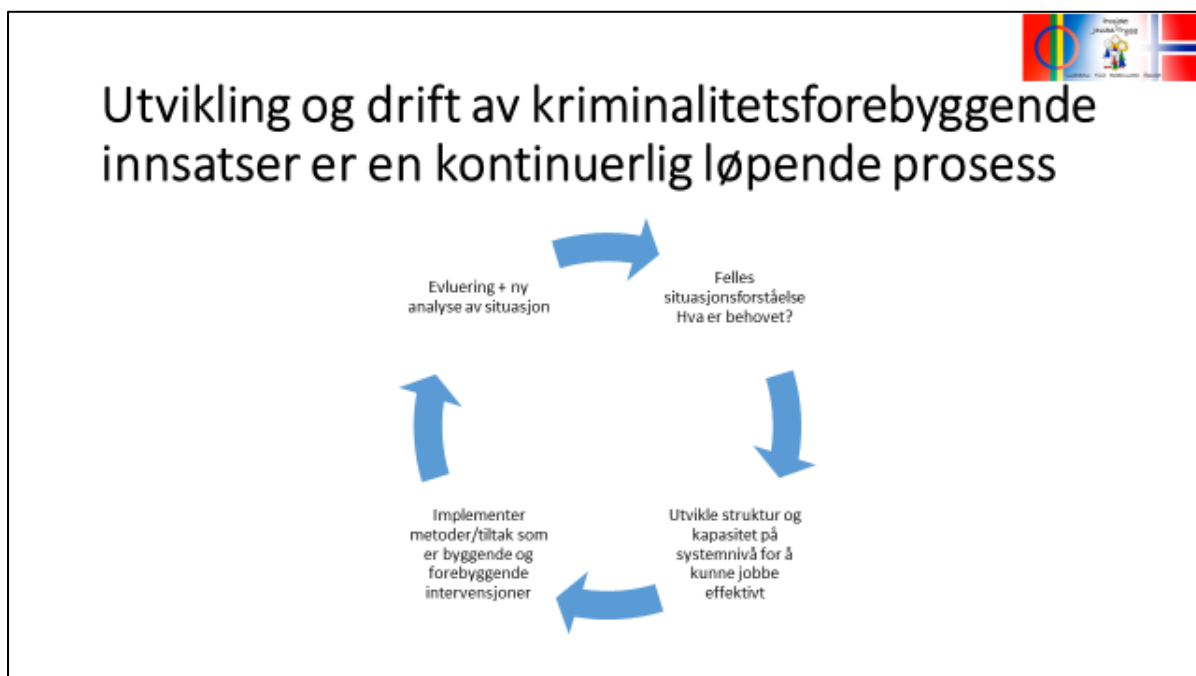 Utvikling og drift av kriminalitetsforebyggende
innsatser er en kontinuerlig løpende prosess
Evluering + ny
analyse av situasjon
Felles
situasjonsforståelse
Hva er behovet?
Utvikle struktur og
kapasitet på
systemnivå for å
kunne jobbe
effektivt
Implementer
metoder/tiltak som
er byggende og
forebyggende
intervensjoner